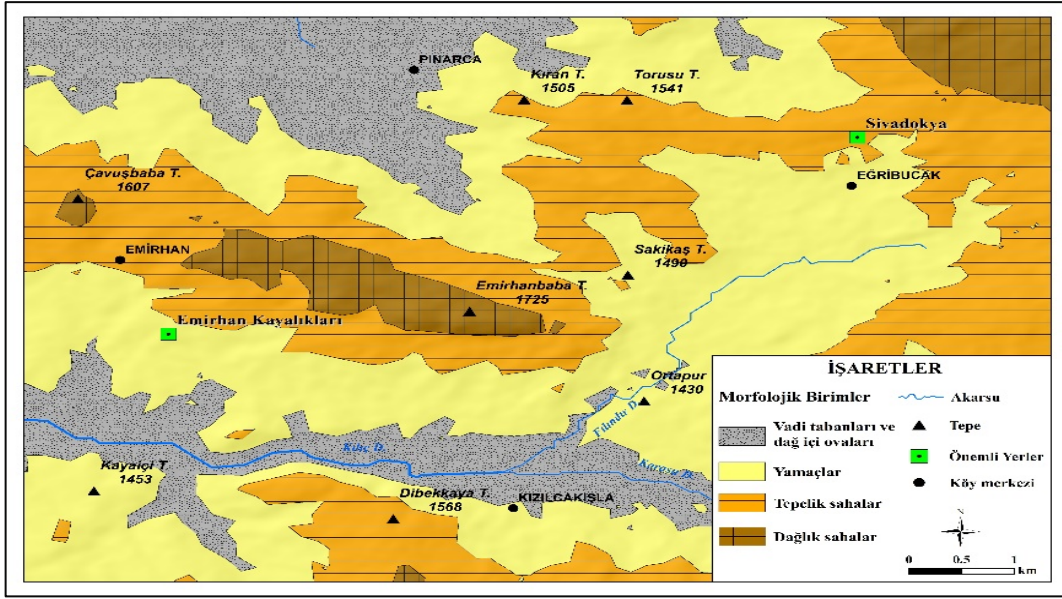 PINARCA
Kıran T.
1505
Torusu T.
1541
Sivadokya
Çavuşbaba T.
1607
EĞRİBUCAK
EMİRHAN
Sakikaş T.
1490
Emirhanbaba T.
1725
Emirhan Kayalıkları
Ortapur
1430
Fılındu D.
Kayaiçi T.
1453
Dibekkaya T.
1568
KIZILCAKIŞLA
İŞARETLER
Morfolojik Birimler
Vadi tabanları ve
dağ içi ovaları
Yamaçlar
Tepelik sahalar
Dağlık sahalar
Akarsu
Tepe
Önemli Yerler
Köy merkezi
0 0.5 1
km